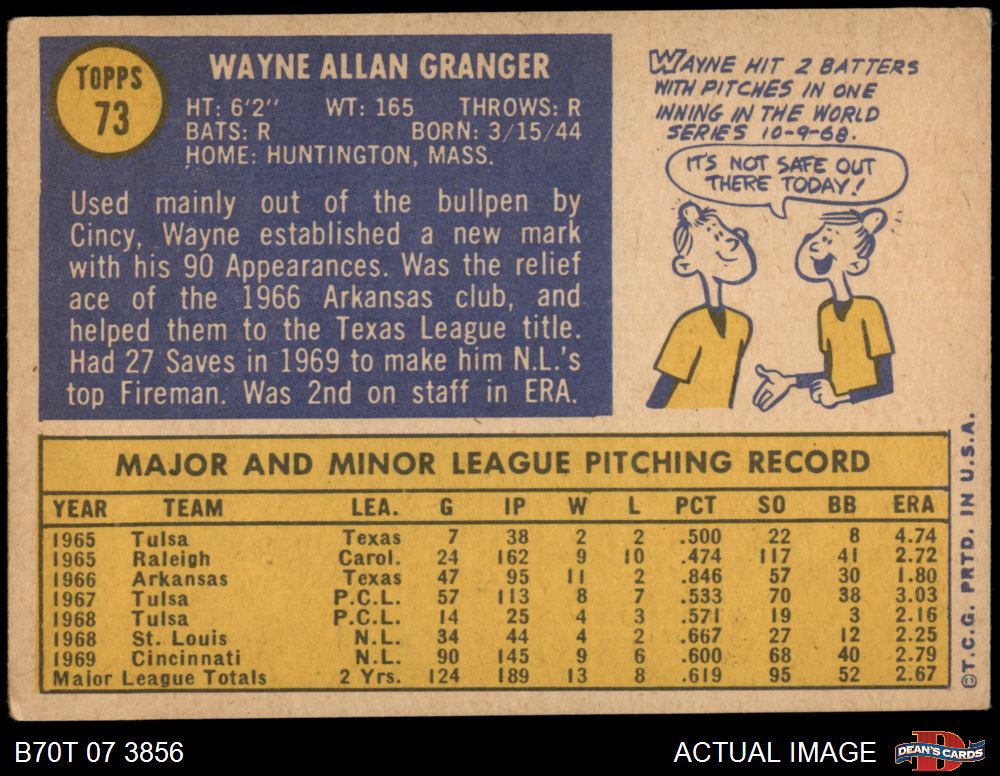 TOPPS
73
WAYNE ALLAN GRANGER
HT: 6'2" WT: 165 THROWS: R
BATS: R BORN: 3/15/44
HOME: HUNTINGTON, MASS.
Used mainly out of the bullpen by
Cincy, Wayne established a new mark
with his 90 Appearances. Was the relief
ace of the 1966 Arkansas club, and
helped them to the Texas League title.
Had 27 Saves in 1969 to make him N.L.'s
top Fireman. Was 2nd on staff in ERA.
WAYNE HIT 2 BATTERS
WITH PITCHES IN ONE
INNING IN THE WORLD
SERIES 10-9-68.
IT'S NOT SAFE OUT
THERE TODAY!
MAJOR AND MINOR LEAGUE PITCHING RECORD
YEAR TEAM LEA. G IP W L PCT SO BB ERA
1965 Tulsa Texas 7 38 2 2 .500 22 8 4.74
1965 Raleigh Carol. 24 162 9 10 .474 117 41 2.72
1966 Arkansas Texas 47 95 11 2 .846 57 30 1.80
1967 Tulsa P.C.L. 57 113 8 7 .533 70 38 3.03
1968 Tulsa P.C.L. 14 25 4 3 .571 19 3 2.16
1968 St. Louis N.L. 34 44 4 2 .667 27 12 2.25
1969 Cincinnati N.L. 90 145 9 6 .600 68 40 2.79
Major League Totals 2 Yrs. 124 189 13 8 .619 95 52 2.67
©T.C.G. PRTD. IN U.S.A.
B70T 07 3856
ACTUAL IMAGE
DEAN'S CARDS